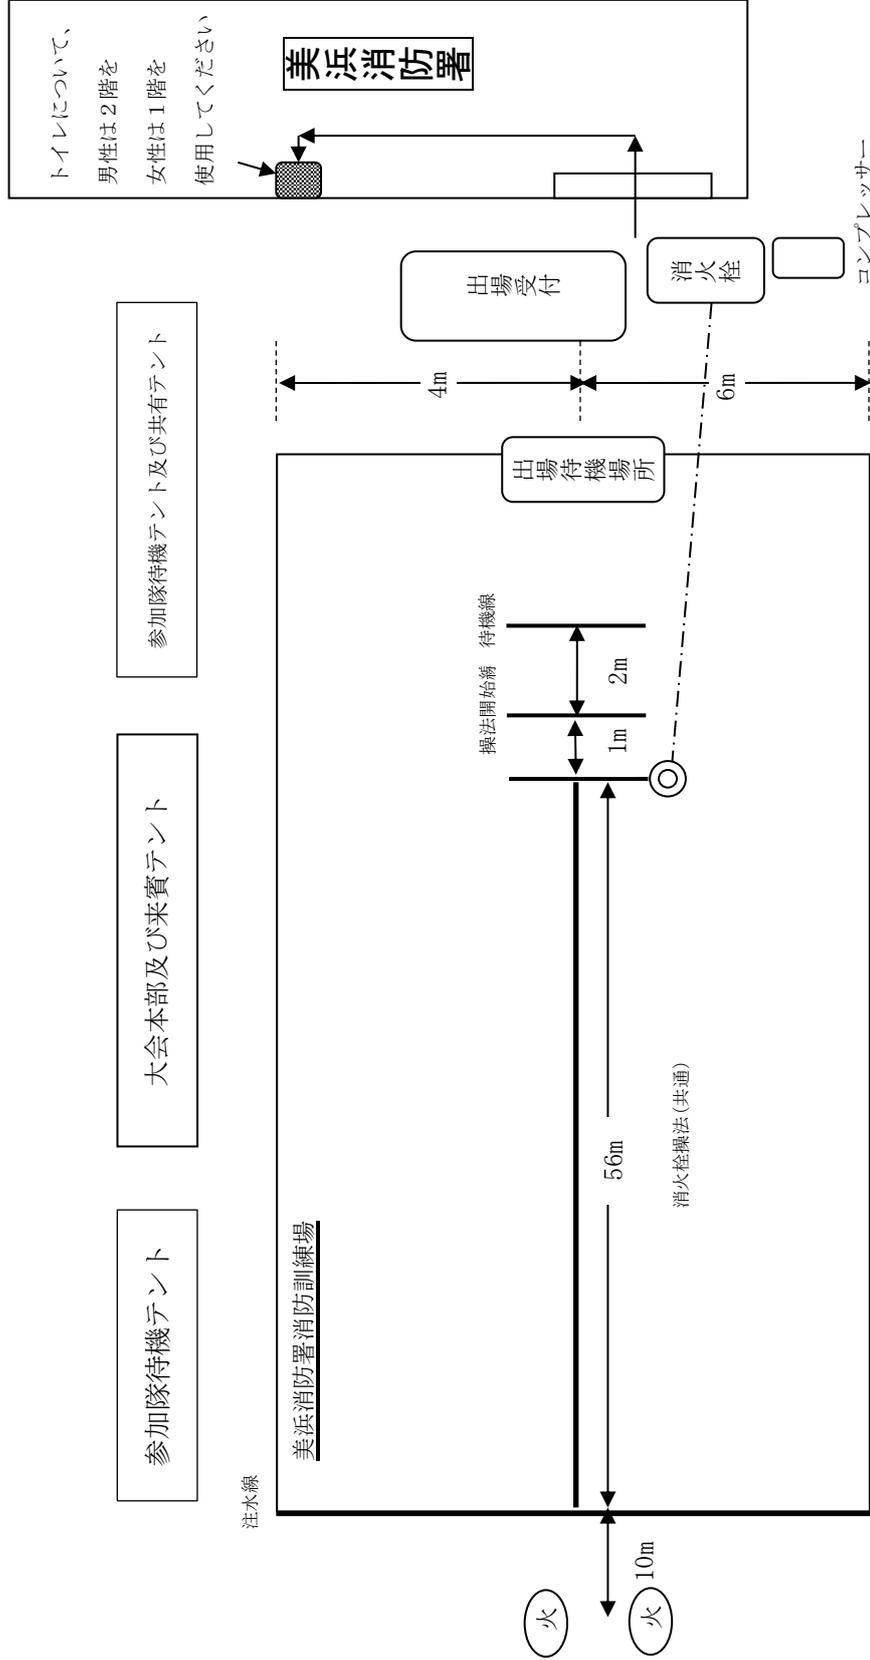 トイレについて、
男性は２階を
女性は１階を
使用してください
美浜消防署
参加隊待機テント
大会本部及び来賓テント
参加隊待機テント及び共有テント
出場受付
消火栓
コンプレッサー
4m
6m
注水線
美浜消防署消防訓練場
操法開始線
待機線
出場待機場所
火
火
10m
56m
1m
2m
消火栓操法(共通)